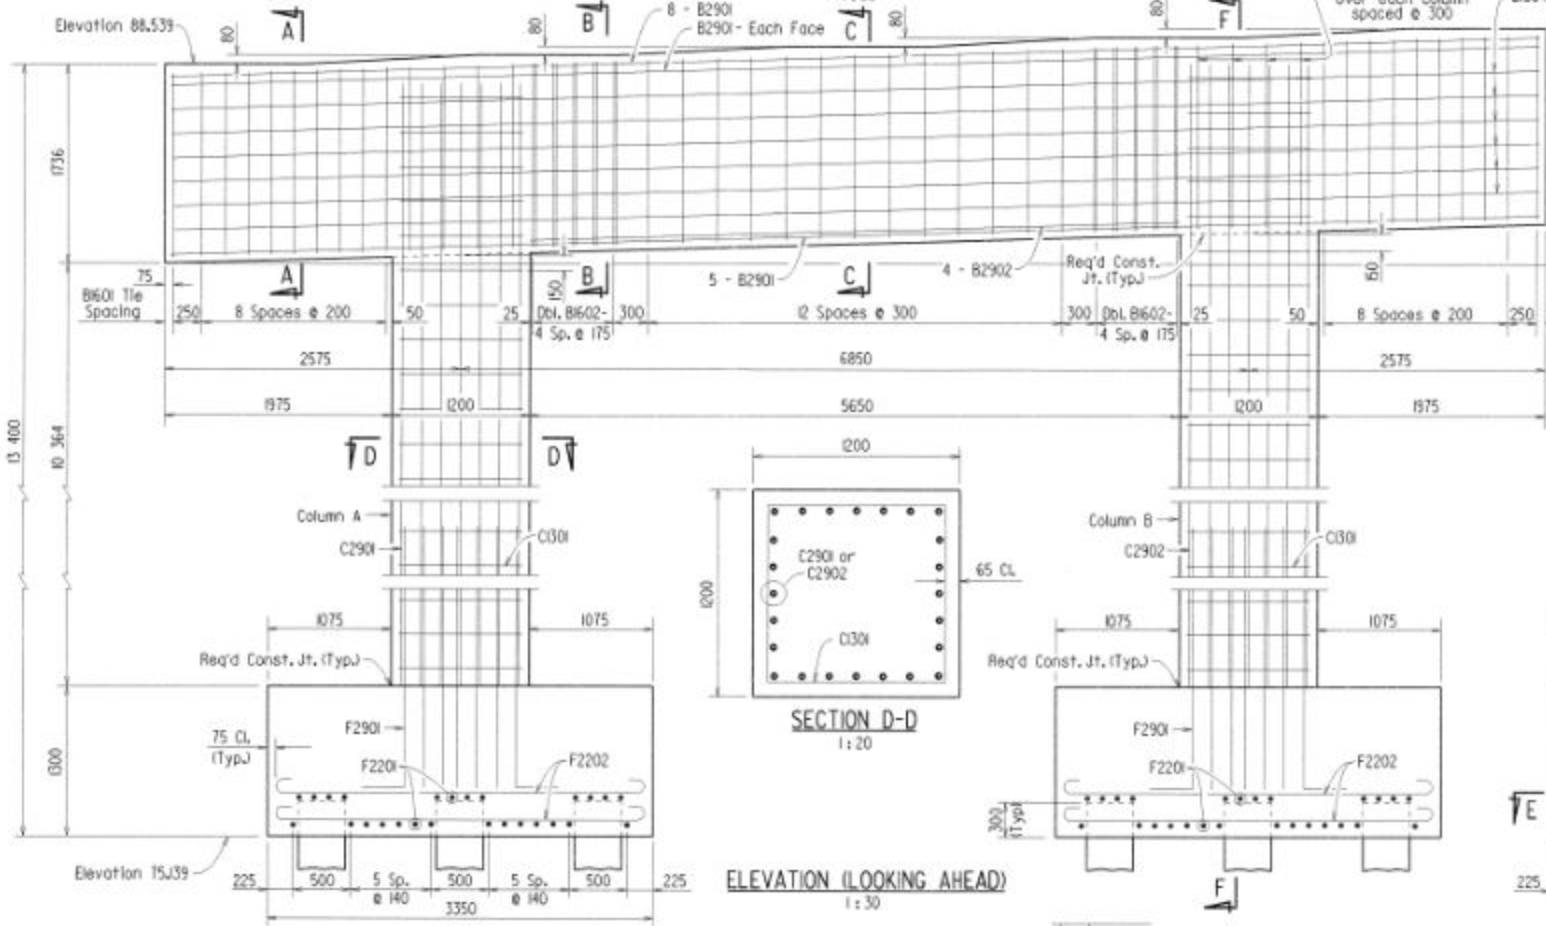 Elevation 88.539
80
A
B
80
8 - B2901
B2901 - Each Face
C
80
80
F
over each column
spaced @ 300
1736
13 400
10 364
1300
75
B1601 Tie
Spacing
A
B
150
5 - B2901
C
4 - B2902
Req'd Const.
Jt. (Typ.)
150
250
8 Spaces @ 200
50
25
Dbl. B1602-
4 Sp. @ 175
300
12 Spaces @ 300
300
Dbl. B1602-
4 Sp. @ 175
25
50
8 Spaces @ 200
250
2575
6850
2575
1975
1200
5650
1200
1975
D
D
1200
Column A
C2901
C1301
1200
C2901 or
C2902
65 CL
C1301
Column B
C2902
C1301
1075
1075
1075
1075
Req'd Const. Jt. (Typ.)
Req'd Const. Jt. (Typ.)
SECTION D-D
1:20
75 CL
(Typ.)
F2901
F2201
F2202
F2901
F2201
F2202
300
(Typ)
E
Elevation 75.139
225
500
5 Sp.
@ 140
500
5 Sp.
@ 140
500
225
3350
ELEVATION (LOOKING AHEAD)
1:30
F
225